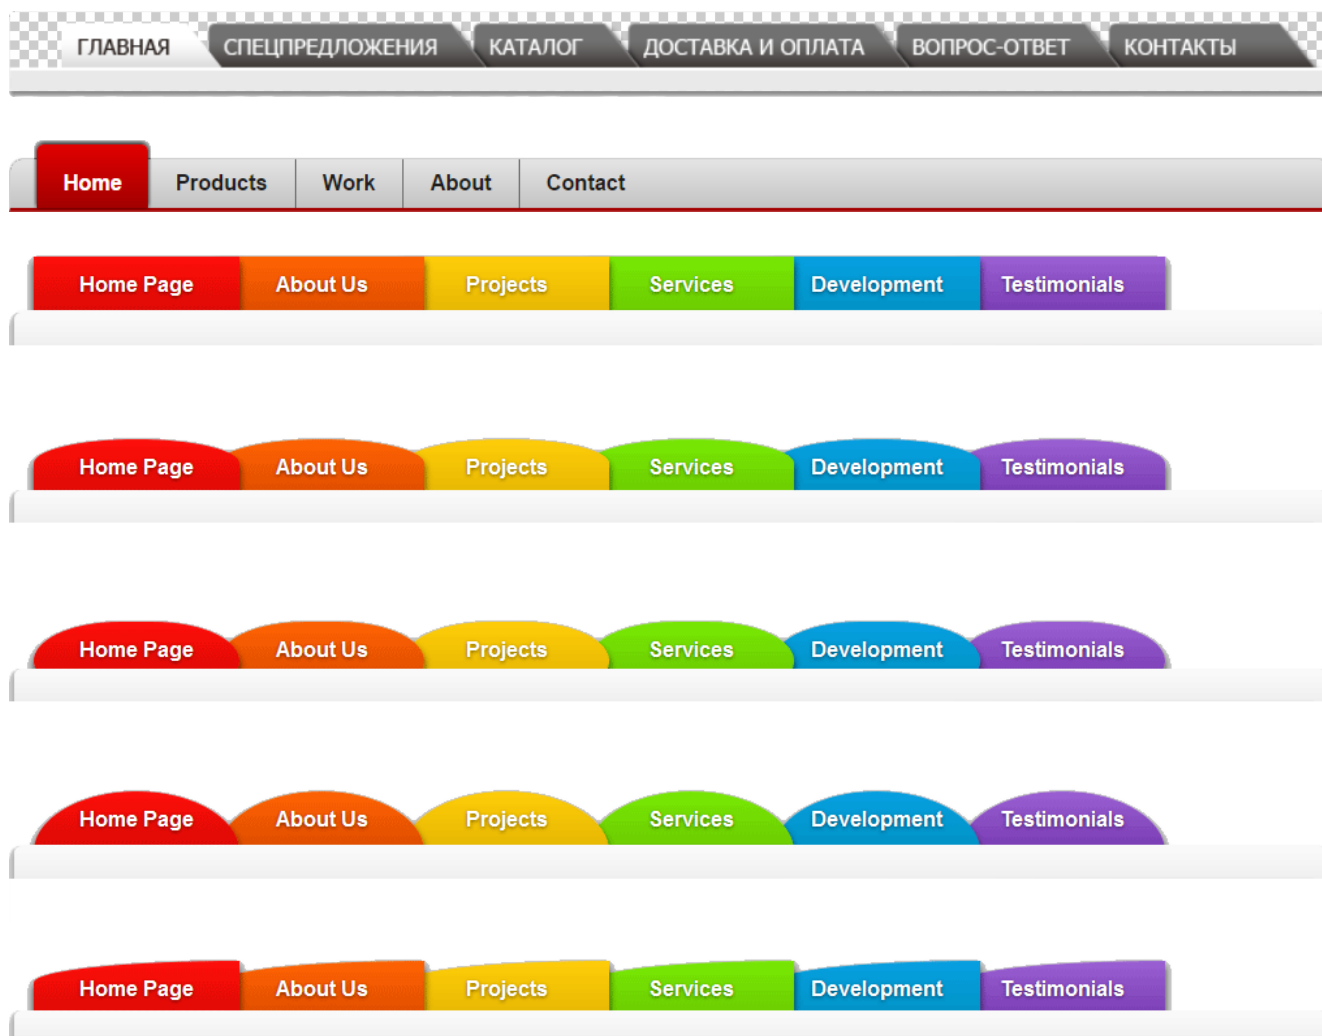 ГЛАВНАЯ СПЕЦПРЕДЛОЖЕНИЯ КАТАЛОГ ДОСТАВКА И ОПЛАТА ВОПРОС-ОТВЕТ КОНТАКТЫ
Home Products Work About Contact
Home Page About Us Projects Services Development Testimonials
Home Page About Us Projects Services Development Testimonials
Home Page About Us Projects Services Development Testimonials
Home Page About Us Projects Services Development Testimonials
Home Page About Us Projects Services Development Testimonials